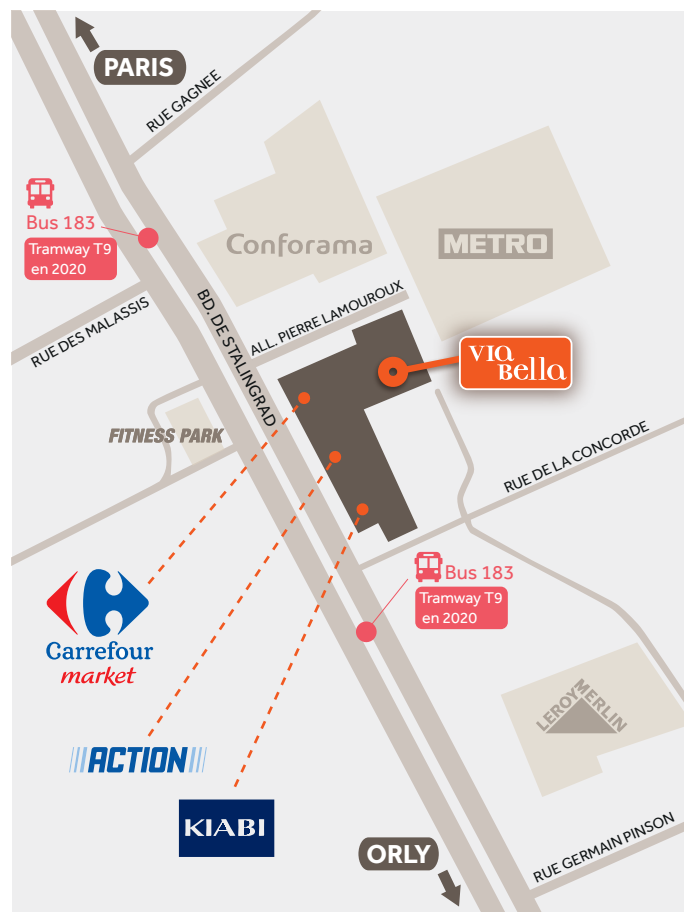 PARIS
RUE GAGNEE
Bus 183
Tramway T9
en 2020
Conforama
METRO
RUE DES MALASSIS
BD. DE STALINGRAD
ALL. PIERRE LAMOUROUX
VIA
Bella
FITNESS PARK
RUE DE LA CONCORDE
Bus 183
Tramway T9
en 2020
Carrefour
market
LEROY MERLIN
ACTION
KIABI
ORLY
RUE GERMAIN PINSON